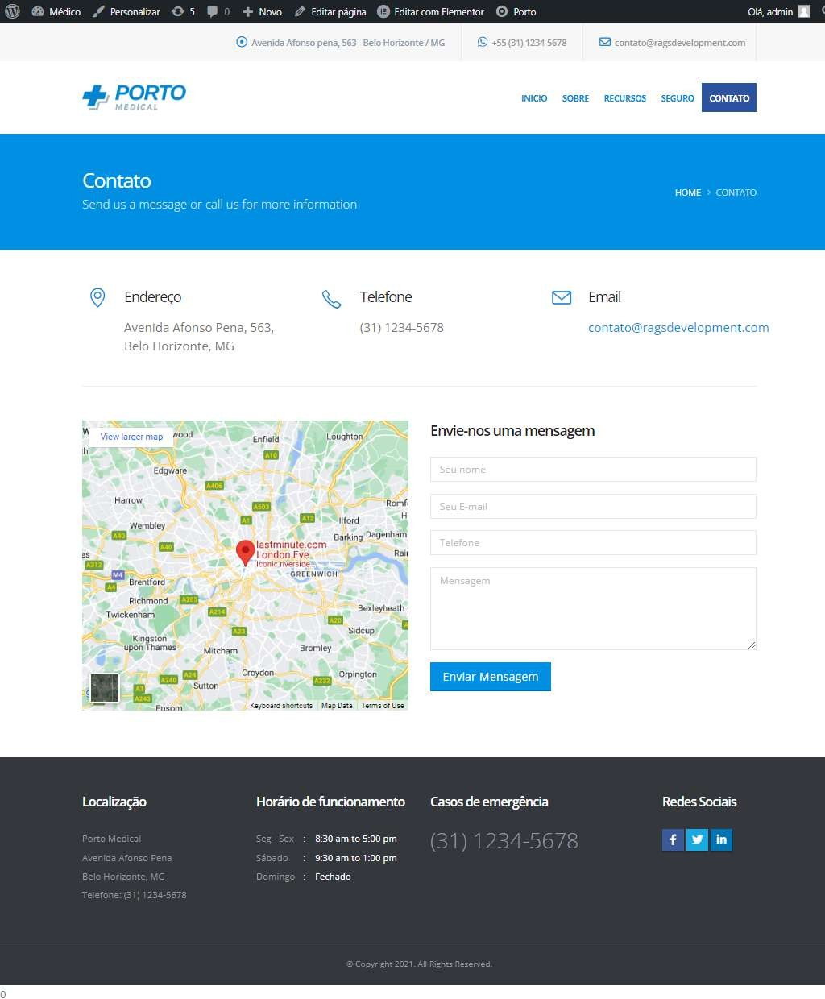 Médico Personalizar 5 0 Novo Editar página Editar com Elementor Porto Olá, admin
Avenida Afonso pena, 563 - Belo Horizonte / MG +55 (31) 1234-5678 contato@ragsdevelopment.com
PORTO
MEDICAL
INICIO SOBRE RECURSOS SEGURO CONTATO
Contato
Send us a message or call us for more information
HOME > CONTATO
Endereço Telefone Email
Avenida Afonso Pena, 563, (31) 1234-5678 contato@ragsdevelopment.com
Belo Horizonte, MG
View larger map
Enfield
Loughton
A10
Edgware
A406
Harrow
A503
Romf
A1
A12
Ilford
Wembley
A40
Barking
Dagenham
A40
lastminute.com
London Eye
Iconic riverside
Rain
A312
M4
GREENWICH
Brentford
A4
Richmond
A205
Twickenham
A214
Bexleyheath
A20
A23
Sidcup
Kingston
upon Thames
Mitcham
Bromley
Croydon
Orpington
A24
A240
A232
Sutton
A3
A243
Epsom
Keyboard shortcuts Map Data Terms of Use
Envie-nos uma mensagem
Seu nome
Seu E-mail
Telefone
Mensagem
Enviar Mensagem
Localização
Porto Medical
Avenida Afonso Pena
Belo Horizonte, MG
Telefone: (31) 1234-5678
Horário de funcionamento
Seg - Sex : 8:30 am to 5:00 pm
Sábado : 9:30 am to 1:00 pm
Domingo : Fechado
Casos de emergência
(31) 1234-5678
Redes Sociais
© Copyright 2021. All Rights Reserved.
0